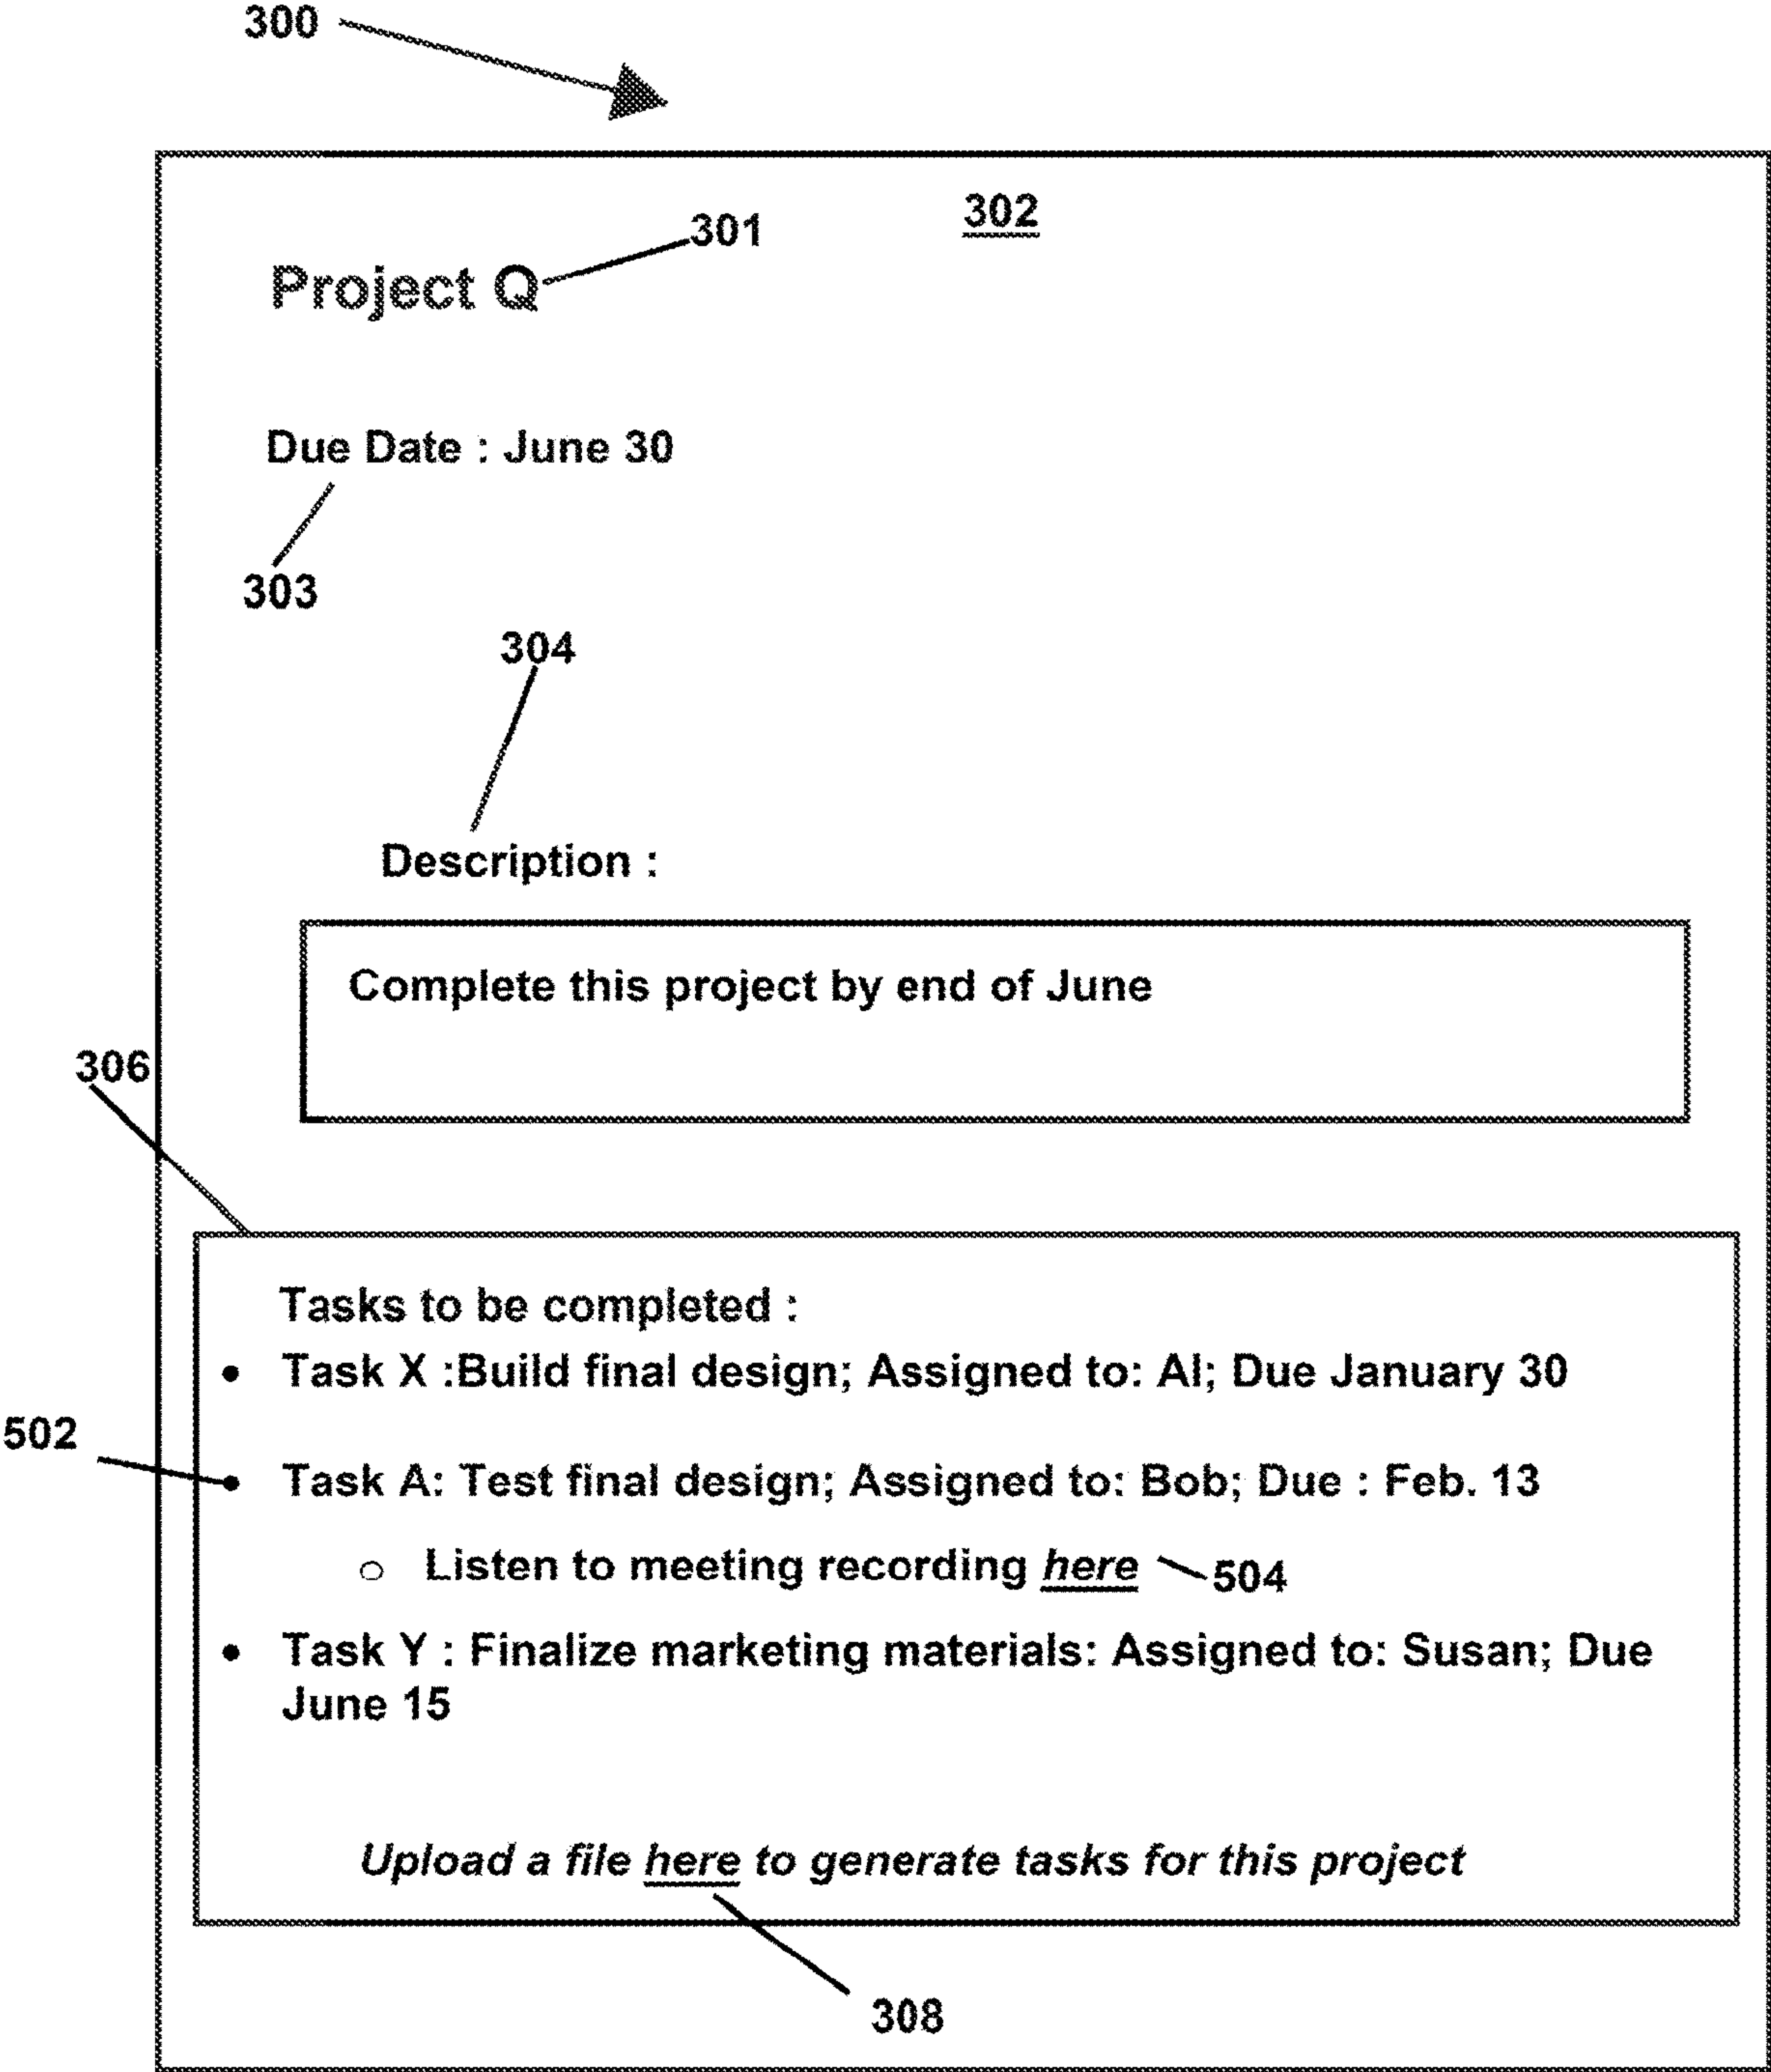 300
302
301
Project Q
Due Date : June 30
303
304
Description :
Complete this project by end of June
306
Tasks to be completed :
• Task X :Build final design; Assigned to: Al; Due January 30
502
• Task A: Test final design; Assigned to: Bob; Due : Feb. 13
○ Listen to meeting recording here
504
• Task Y : Finalize marketing materials: Assigned to: Susan; Due
June 15
Upload a file here to generate tasks for this project
308